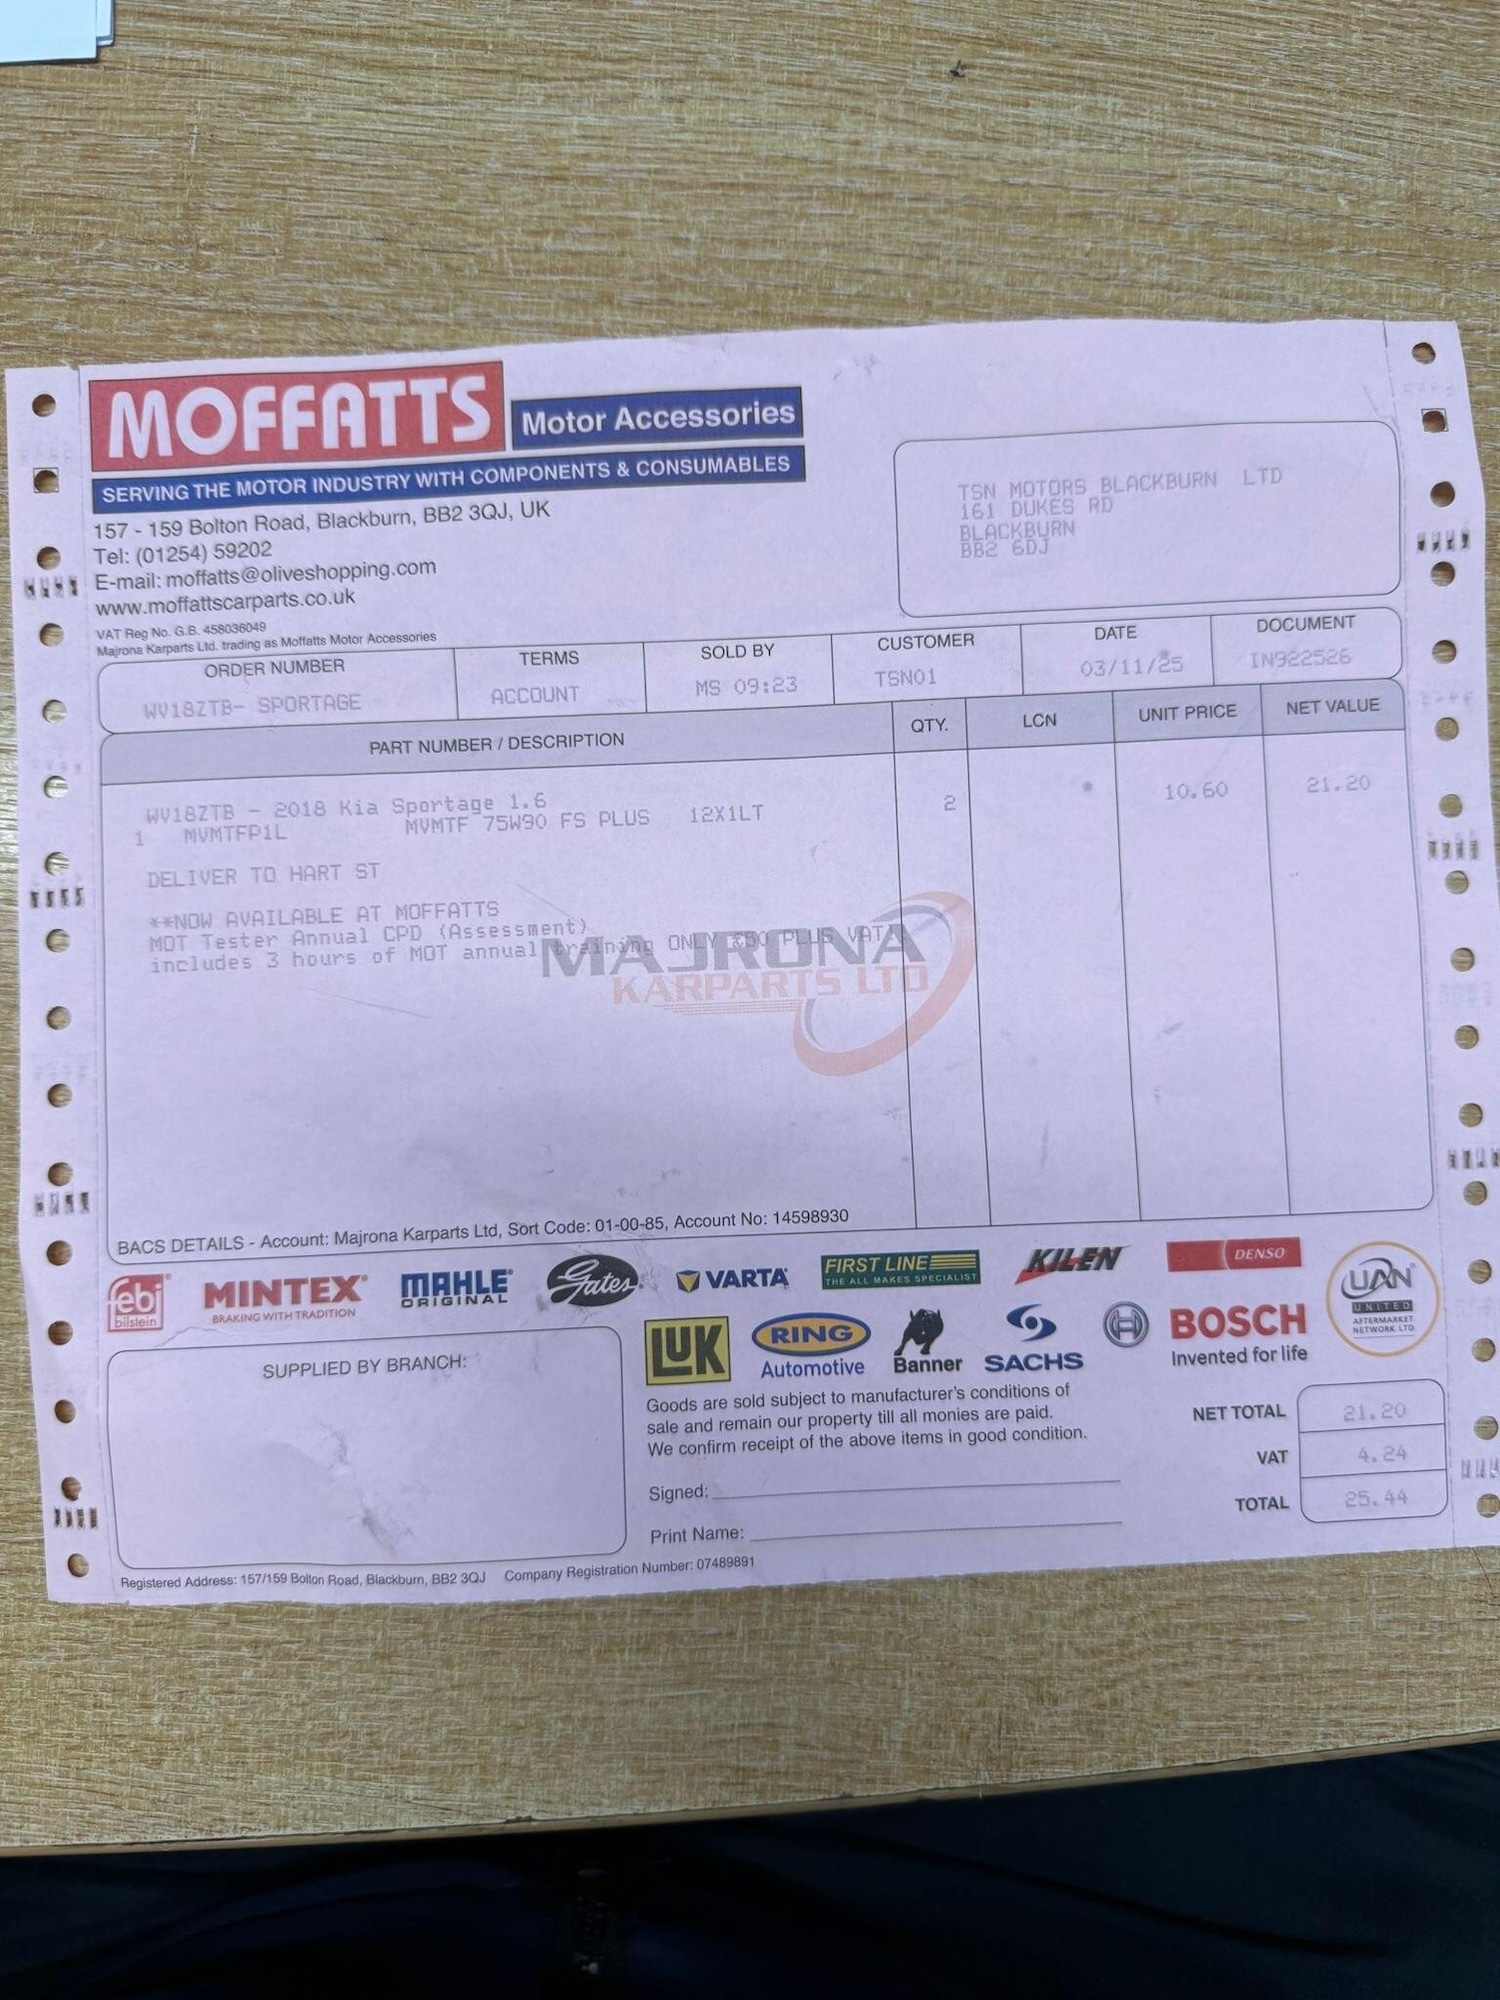 MOFFATTS
Motor Accessories
SERVING THE MOTOR INDUSTRY WITH COMPONENTS & CONSUMABLES
157 - 159 Bolton Road, Blackburn, BB2 3QJ, UK
Tel: (01254) 59202
E-mail: moffatts@oliveshopping.com
www.moffattscarparts.co.uk
VAT Reg No. G.B. 458036049
Majrona Karparts Ltd. trading as Moffatts Motor Accessories
TSN MOTORS BLACKBURN LTD
161 DUKES RD
BLACKBURN
BB2 6DJ
ORDER NUMBER TERMS SOLD BY CUSTOMER DATE DOCUMENT
WV18ZTB- SPORTAGE ACCOUNT MS 09:23 TSN01 03/11/25 IN922526
PART NUMBER / DESCRIPTION QTY. LCN UNIT PRICE NET VALUE
WV18ZTB - 2018 Kia Sportage 1.6
1 MVMTFP1L MVMTF 75W90 FS PLUS 12X1LT 2 10.60 21.20
DELIVER TO HART ST
**NOW AVAILABLE AT MOFFATTS
MOT Tester Annual CPD (Assessment)
includes 3 hours of MOT annual training ONLY £50 PLUS VAT
MAJRONA
KARPARTS LTD
BACS DETAILS - Account: Majrona Karparts Ltd, Sort Code: 01-00-85, Account No: 14598930
febi
bilstein
MINTEX
BRAKING WITH TRADITION
MAHLE
ORIGINAL
Gates
VARTA
FIRST LINE
THE ALL MAKES SPECIALIST
KILEN
DENSO
UAN
UNITED
AFTERMARKET
NETWORK LTD
LUK
RING
Automotive
Banner
SACHS
BOSCH
Invented for life
SUPPLIED BY BRANCH:
Goods are sold subject to manufacturer's conditions of
sale and remain our property till all monies are paid.
We confirm receipt of the above items in good condition.
Signed:
Print Name:
NET TOTAL 21.20
VAT 4.24
TOTAL 25.44
Registered Address: 157/159 Bolton Road, Blackburn, BB2 3QJ Company Registration Number: 07489891